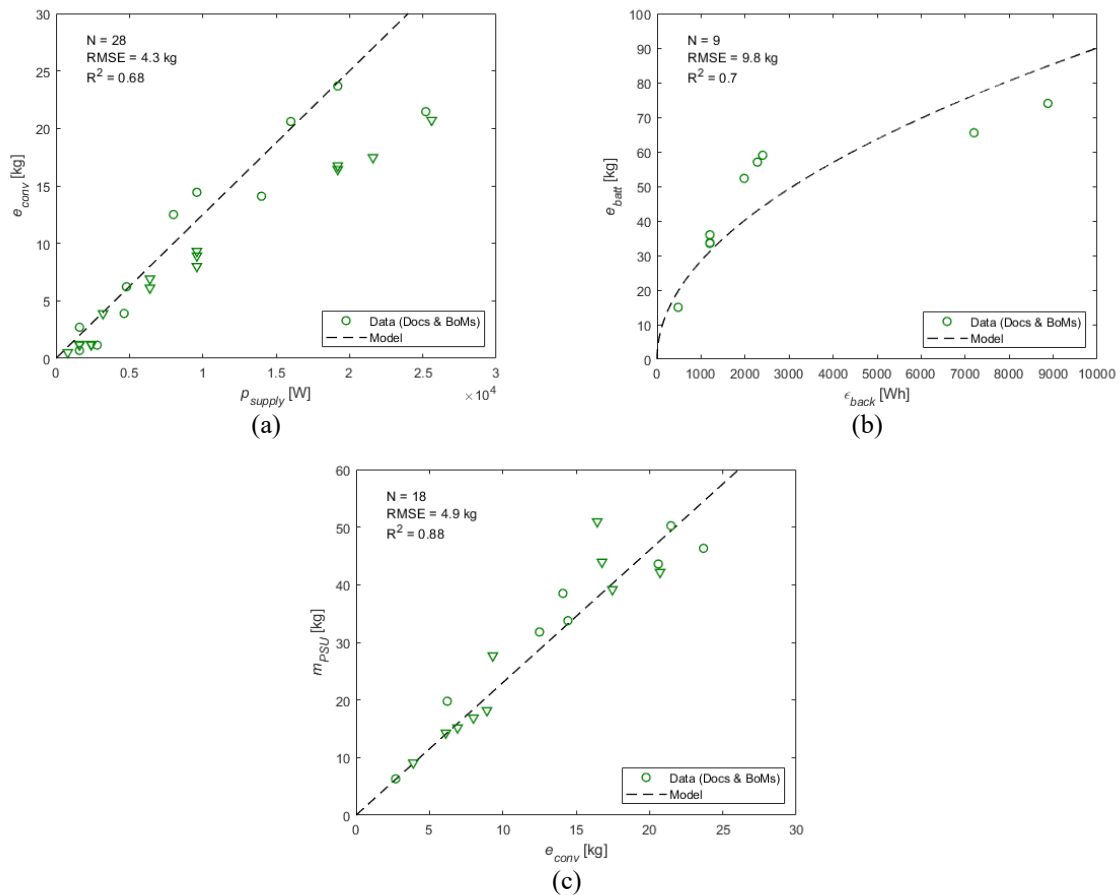 N = 28
RMSE = 4.3 kg
R² = 0.68
30
25
20
15
10
5
0
e_conv [kg]
0 0.5 1 1.5 2 2.5 3
p_supply [W]
× 10⁴
Data (Docs & BoMs)
Model
(a)
N = 9
RMSE = 9.8 kg
R² = 0.7
100
90
80
70
60
50
40
30
20
10
0
e_batt [kg]
0 1000 2000 3000 4000 5000 6000 7000 8000 9000 10000
ϵ_back [Wh]
Data (Docs & BoMs)
Model
(b)
N = 18
RMSE = 4.9 kg
R² = 0.88
60
50
40
30
20
10
0
m_PSU [kg]
0 5 10 15 20 25 30
e_conv [kg]
Data (Docs & BoMs)
Model
(c)